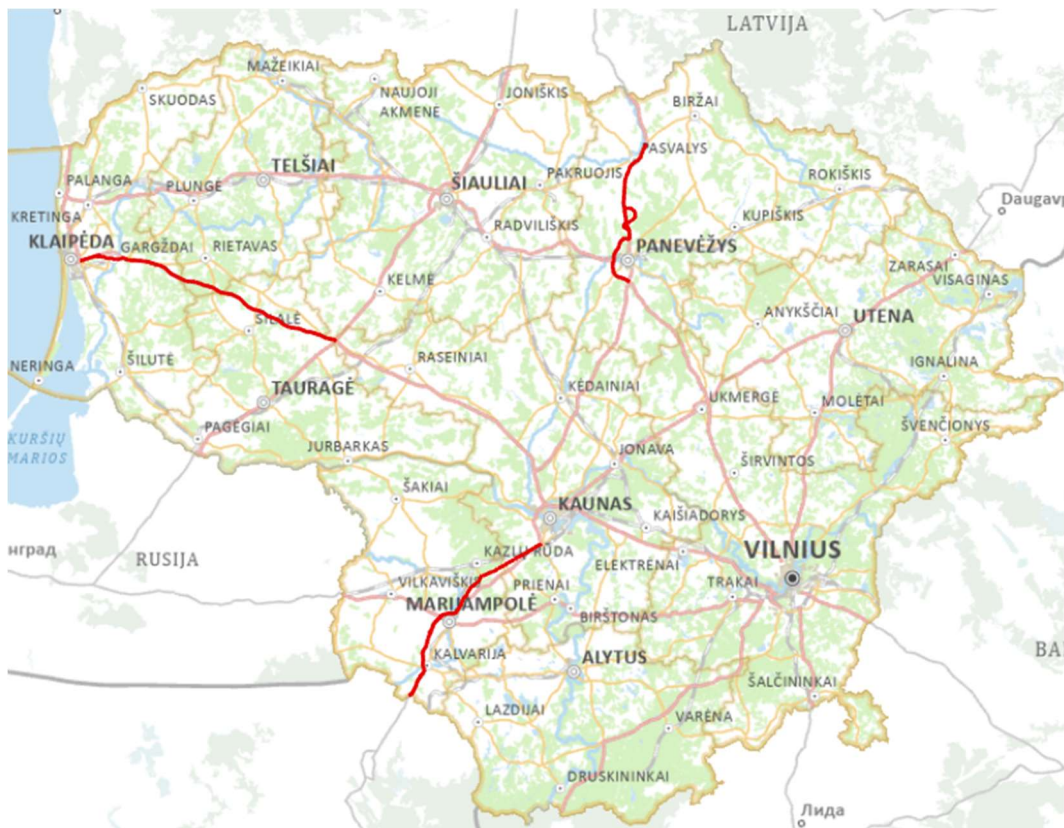 LATVIJA
MAŽEIKIAI
SKUODAS
NAUJOJI
AKMENĖ
JONIŠKIS
BIRŽAI
PASVALYS
TELŠIAI
PAKRUOJIS
ROKIŠKIS
PALANGA
PLUNGĖ
ŠIAULIAI
Daugavp
KRETINGA
RADVILIŠKIS
KUPIŠKIS
KLAIPĖDA
GARGŽDAI
RIETAVAS
PANEVĖŽYS
ZARASAI
KELMĖ
VISAGINAS
ANYKŠČIAI
UTENA
ŠILALĖ
NERINGA
ŠILUTĖ
RASEINIAI
IGNALINA
TAURAGĖ
KĖDAINIAI
UKMERGĖ
MOLĖTAI
PAGĖGIAI
ŠVENČIONYS
KURŠIŲ
MARIOS
JURBARKAS
JONAVA
ŠIRVINTOS
ŠAKIAI
KAUNAS
KAIŠIADORYS
нград
RUSIJA
KAZLŲ RŪDA
VILNIUS
VILKAVIŠKIS
PRIENAI
ELEKTRĖNAI
TRAKAI
MARIJAMPOLĖ
BIRŠTONAS
KALVARIJA
ALYTUS
BA
ŠALČININKAI
LAZDIJAI
VARĖNA
DRUSKININKAI
Лида